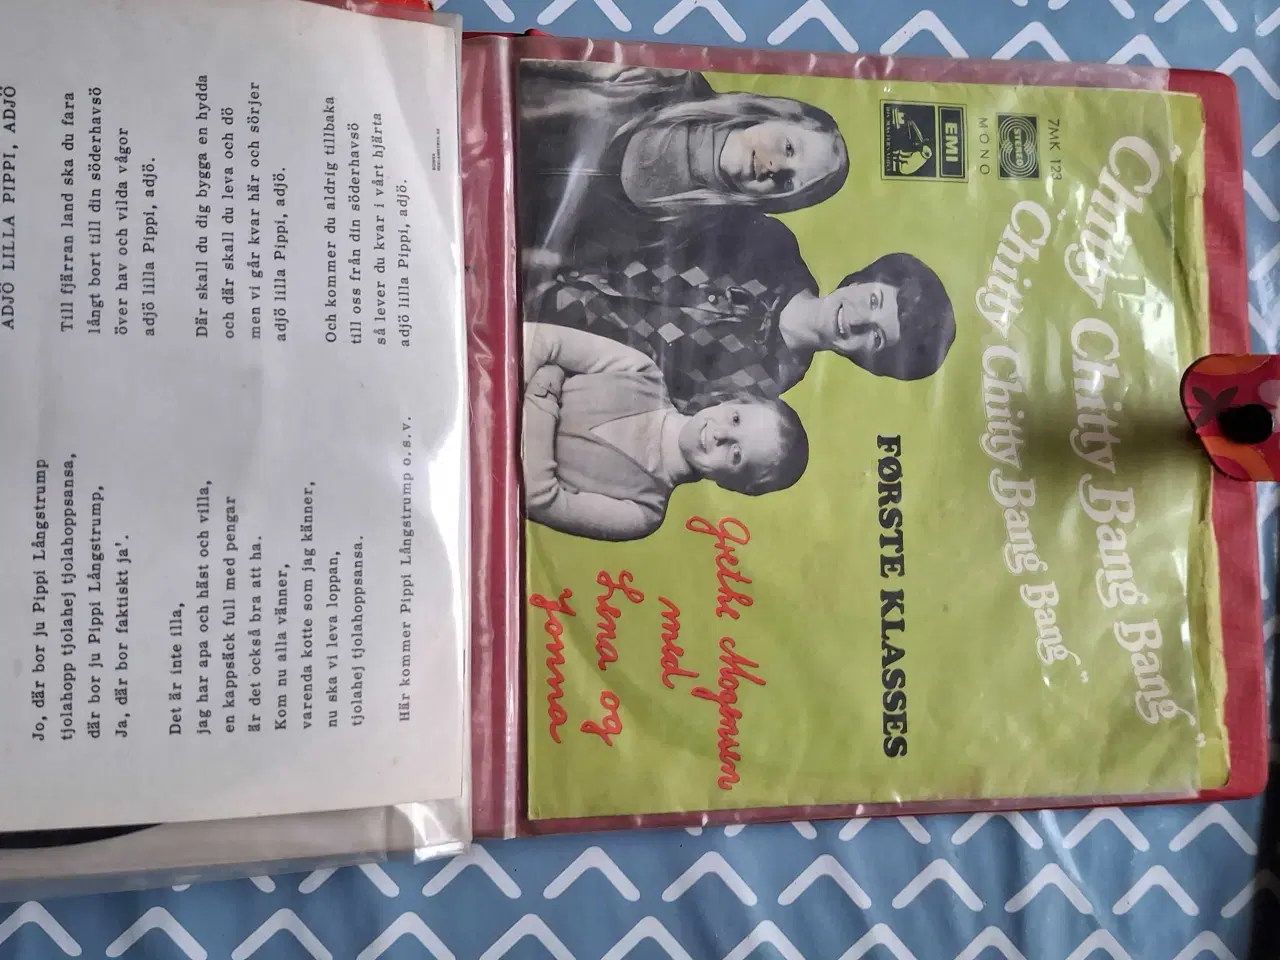 Jo, där bor ju Pippi Långstrump
tjolahopp tjolahej tjolahoppsansa,
där bor ju Pippi Långstrump,
Ja, där bor faktiskt ja'.
Det är inte illa,
jag har apa och häst och villa,
en kappsäck full med pengar
är det också bra att ha.
Kom nu alla vänner,
varenda kotte som jag känner,
nu ska vi leva loppan,
tjolahej tjolahoppsansa.
Här kommer Pippi Långstrump o.s.v.
ADJÖ LILLA PIPPI, ADJÖ
Till fjärran land ska du fara
långt bort till din söderhavsö
över hav och vilda vågor
adjö lilla Pippi, adjö.
Där skall du dig bygga en hydda
och där skall du leva och dö
men vi går kvar här och sörjer
adjö lilla Pippi, adjö.
Och kommer du aldrig tillbaka
till oss från din söderhavsö
så lever du kvar i vårt hjärta
adjö lilla Pippi, adjö.
"Chitty Chitty Bang Bang"
"Chitty Chitty Bang Bang"
7MK 123
STEREO
MONO
EMI
FØRSTE KLASSES
Grethe Mogensen
med
Lena og
Jonna